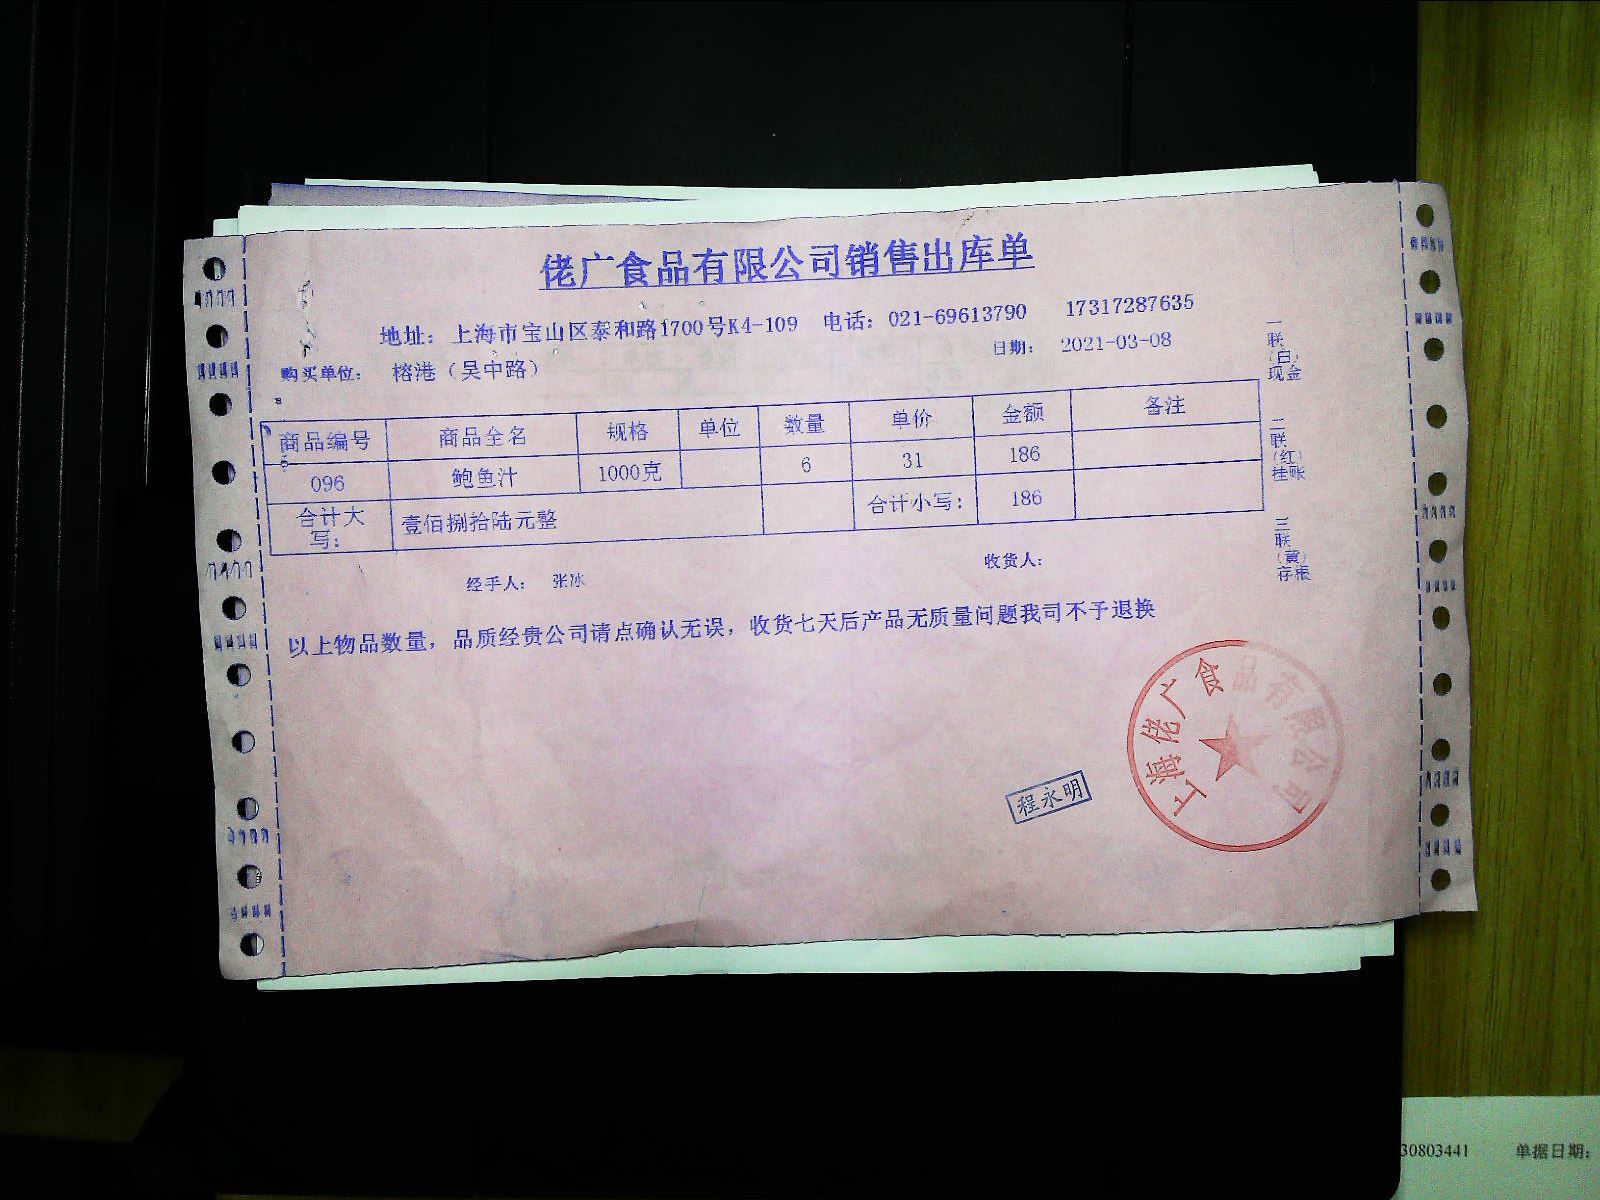 佬广食品有限公司销售出库单
地址: 上海市宝山区泰和路1700号K4-109 电话: 021-69613790 17317287635
购买单位: 榕港（吴中路） 日期: 2021-03-08
商品编号 商品全名 规格 单位 数量 单价 金额 备注
096 鲍鱼汁 1000克 6 31 186
合计大写: 壹佰捌拾陆元整 合计小写: 186
经手人: 张冰 收货人:
以上物品数量，品质经贵公司请点确认无误，收货七天后产品无质量问题我司不予退换
一联(白)现金
二联(红)挂账
三联(黄)存根
程永明
上海佬广食品有限公司
30803441 单据日期: